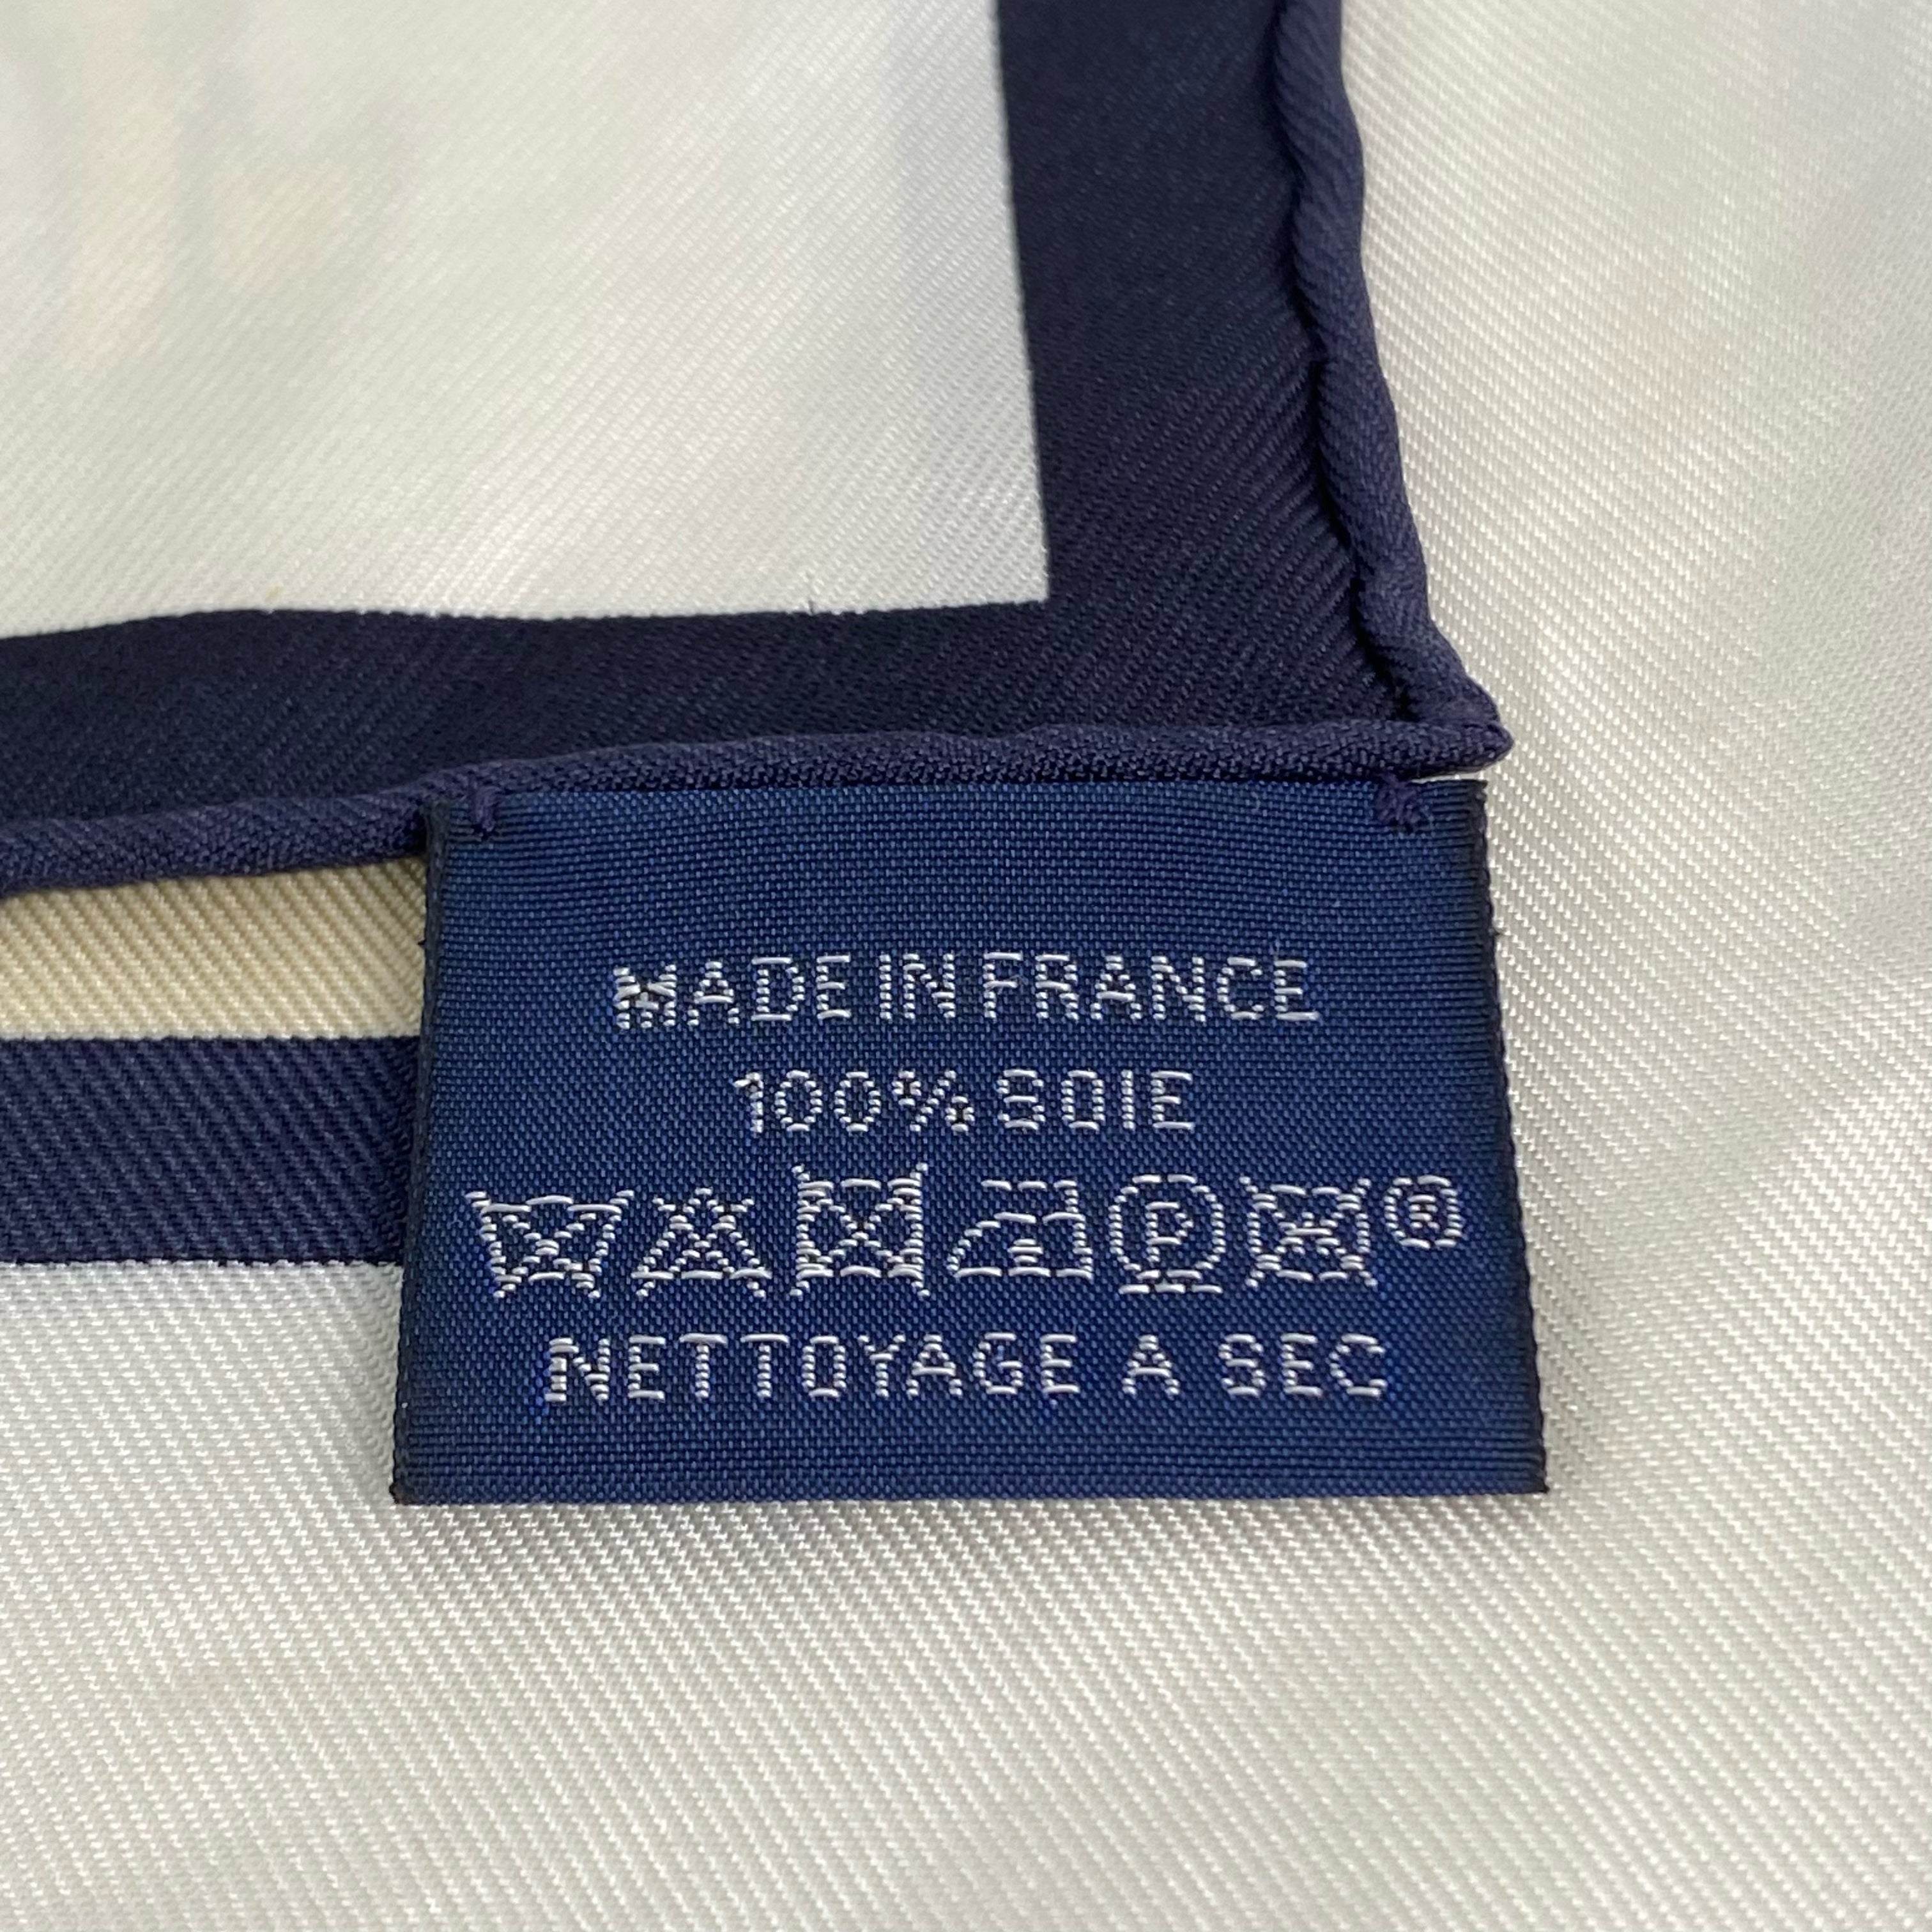 MADE IN FRANCE
100% SOIE
P ®
NETTOYAGE A SEC